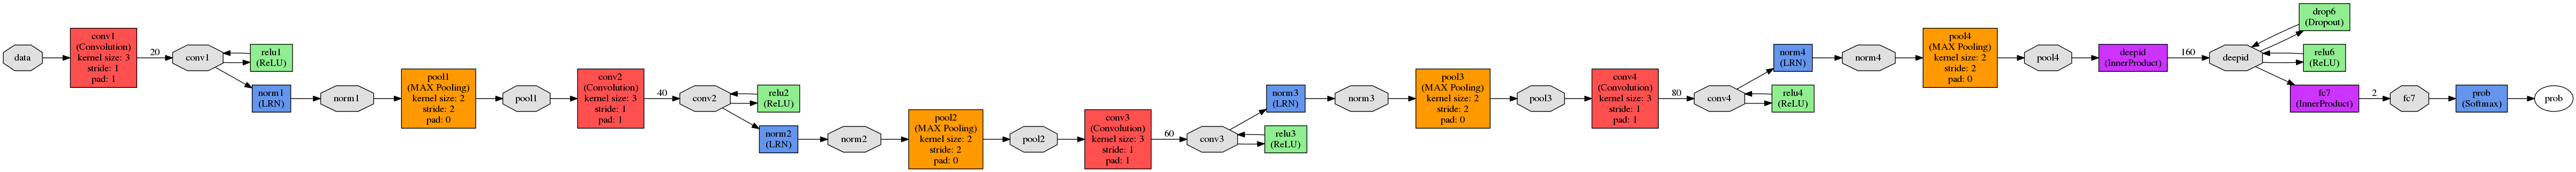 data
conv1
(Convolution)
kernel size: 3
stride: 1
pad: 1
20
conv1
relu1
(ReLU)
norm1
(LRN)
norm1
pool1
(MAX Pooling)
kernel size: 2
stride: 2
pad: 0
pool1
conv2
(Convolution)
kernel size: 3
stride: 1
pad: 1
40
conv2
relu2
(ReLU)
norm2
(LRN)
norm2
pool2
(MAX Pooling)
kernel size: 2
stride: 2
pad: 0
pool2
conv3
(Convolution)
kernel size: 3
stride: 1
pad: 1
60
conv3
norm3
(LRN)
relu3
(ReLU)
norm3
pool3
(MAX Pooling)
kernel size: 2
stride: 2
pad: 0
pool3
conv4
(Convolution)
kernel size: 3
stride: 1
pad: 1
80
conv4
norm4
(LRN)
relu4
(ReLU)
norm4
pool4
(MAX Pooling)
kernel size: 2
stride: 2
pad: 0
pool4
deepid
(InnerProduct)
160
deepid
drop6
(Dropout)
relu6
(ReLU)
fc7
(InnerProduct)
2
fc7
prob
(Softmax)
prob